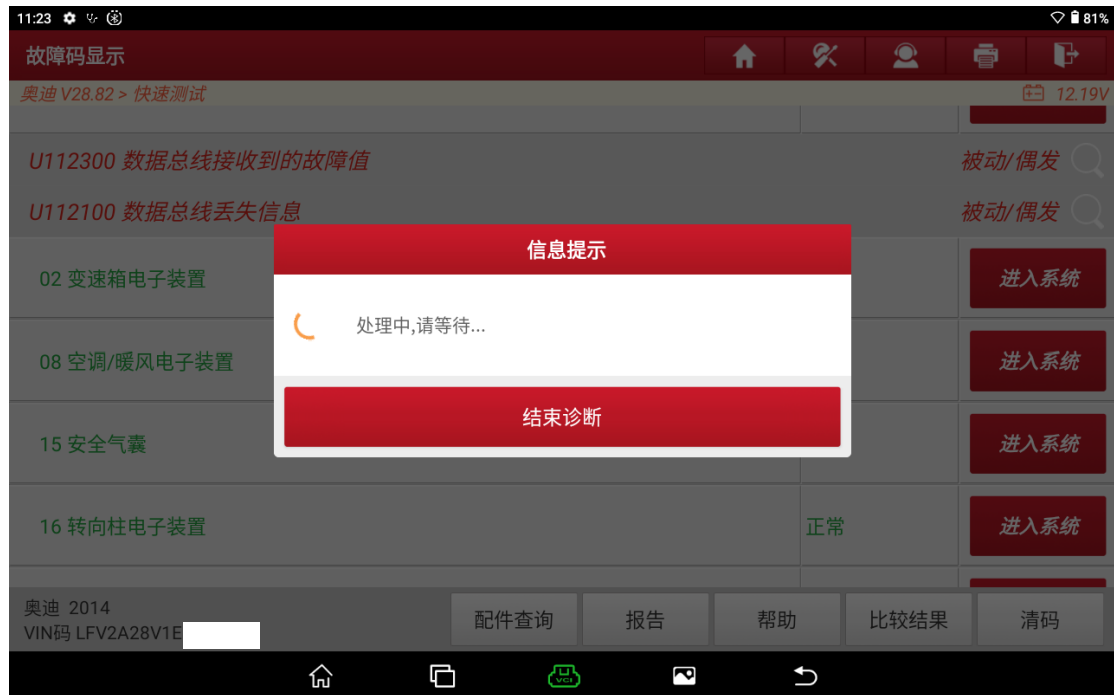 11:23
81%
故障码显示
奥迪 V28.82 > 快速测试
12.19V
U112300 数据总线接收到的故障值
被动/偶发
U112100 数据总线丢失信息
被动/偶发
信息提示
02 变速箱电子装置
进入系统
处理中,请等待...
08 空调/暖风电子装置
进入系统
结束诊断
15 安全气囊
进入系统
16 转向柱电子装置
正常
进入系统
奥迪 2014
VIN码 LFV2A28V1E
配件查询
报告
帮助
比较结果
清码
VCI